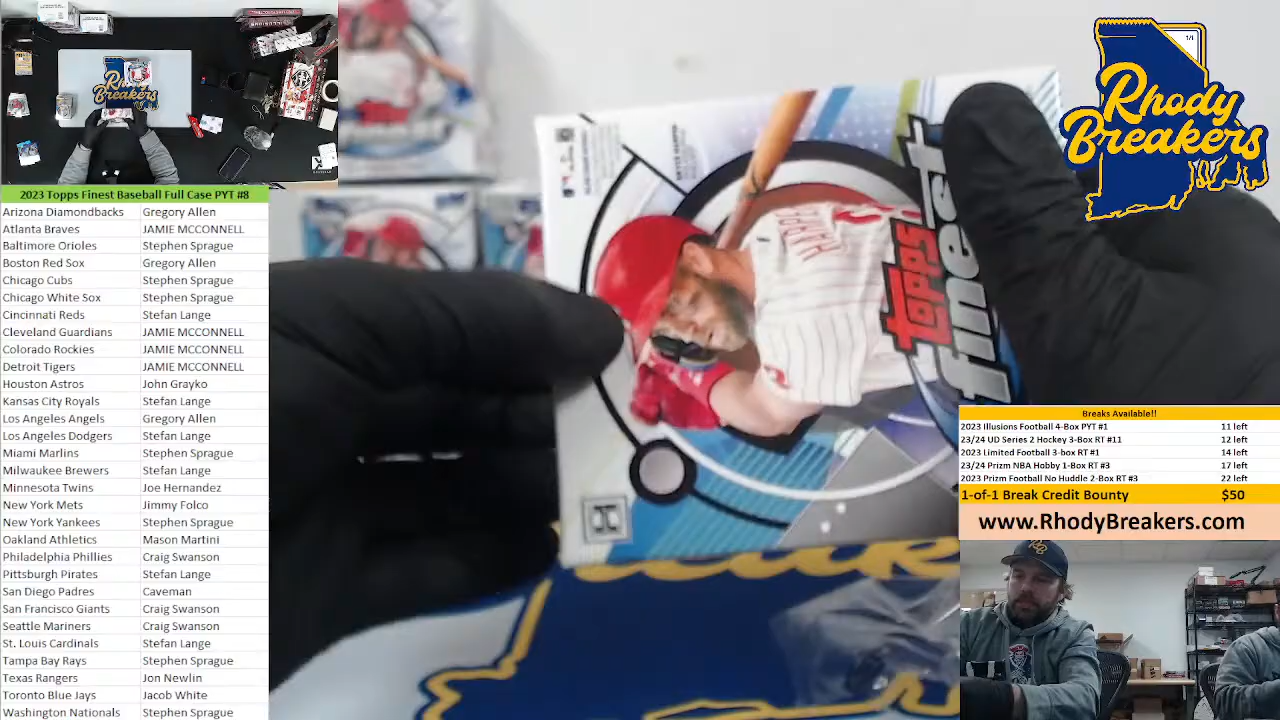 2023 Topps Finest Baseball Full Case PYT #8
Arizona Diamondbacks Gregory Allen
Atlanta Braves JAMIE MCCONNELL
Baltimore Orioles Stephen Sprague
Boston Red Sox Gregory Allen
Chicago Cubs Stephen Sprague
Chicago White Sox Stephen Sprague
Cincinnati Reds Stefan Lange
Cleveland Guardians JAMIE MCCONNELL
Colorado Rockies JAMIE MCCONNELL
Detroit Tigers JAMIE MCCONNELL
Houston Astros John Grayko
Kansas City Royals Stefan Lange
Los Angeles Angels Gregory Allen
Los Angeles Dodgers Stefan Lange
Miami Marlins Stephen Sprague
Milwaukee Brewers Stefan Lange
Minnesota Twins Joe Hernandez
New York Mets Jimmy Folco
New York Yankees Stephen Sprague
Oakland Athletics Mason Martini
Philadelphia Phillies Craig Swanson
Pittsburgh Pirates Stefan Lange
San Diego Padres Caveman
San Francisco Giants Craig Swanson
Seattle Mariners Craig Swanson
St. Louis Cardinals Stefan Lange
Tampa Bay Rays Stephen Sprague
Texas Rangers Jon Newlin
Toronto Blue Jays Jacob White
Washington Nationals Stephen Sprague
Rhody
Breakers
topps
finest
H
1/1
Rhody
Breakers
Breaks Available!!
2023 Illusions Football 4-Box PYT #1 11 left
23/24 UD Series 2 Hockey 3-Box RT #11 12 left
2023 Limited Football 3-box RT #1 14 left
23/24 Prizm NBA Hobby 1-Box RT #3 17 left
2023 Prizm Football No Huddle 2-Box RT #3 22 left
1-of-1 Break Credit Bounty $50
www.RhodyBreakers.com